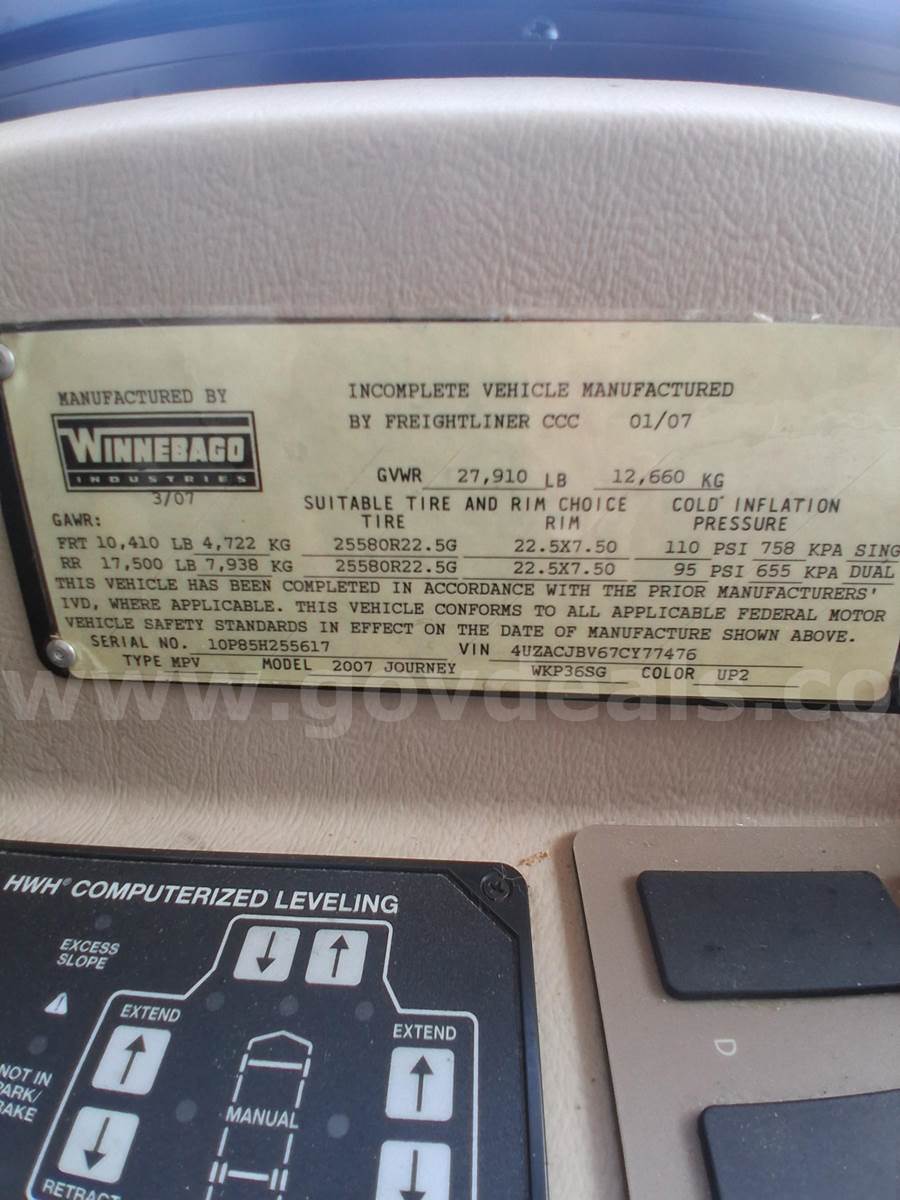 MANUFACTURED BY
WINNEBAGO
INDUSTRIES
3/07
INCOMPLETE VEHICLE MANUFACTURED
BY FREIGHTLINER CCC 01/07
GVWR 27,910 LB 12,660 KG
SUITABLE TIRE AND RIM CHOICE COLD INFLATION
TIRE RIM PRESSURE
GAWR:
FRT 10,410 LB 4,722 KG 25580R22.5G 22.5X7.50 110 PSI 758 KPA SING
RR 17,500 LB 7,938 KG 25580R22.5G 22.5X7.50 95 PSI 655 KPA DUAL
THIS VEHICLE HAS BEEN COMPLETED IN ACCORDANCE WITH THE PRIOR MANUFACTURERS'
IVD, WHERE APPLICABLE. THIS VEHICLE CONFORMS TO ALL APPLICABLE FEDERAL MOTOR
VEHICLE SAFETY STANDARDS IN EFFECT ON THE DATE OF MANUFACTURE SHOWN ABOVE.
SERIAL NO. 10P85H255617 VIN 4UZACJBV67CY77476
TYPE MPV MODEL 2007 JOURNEY WKP36SG COLOR UP2
www.govdeals.co
HWH® COMPUTERIZED LEVELING
EXCESS
SLOPE
EXTEND
EXTEND
NOT IN
PARK/
RAKE
MANUAL
RETRACT
D